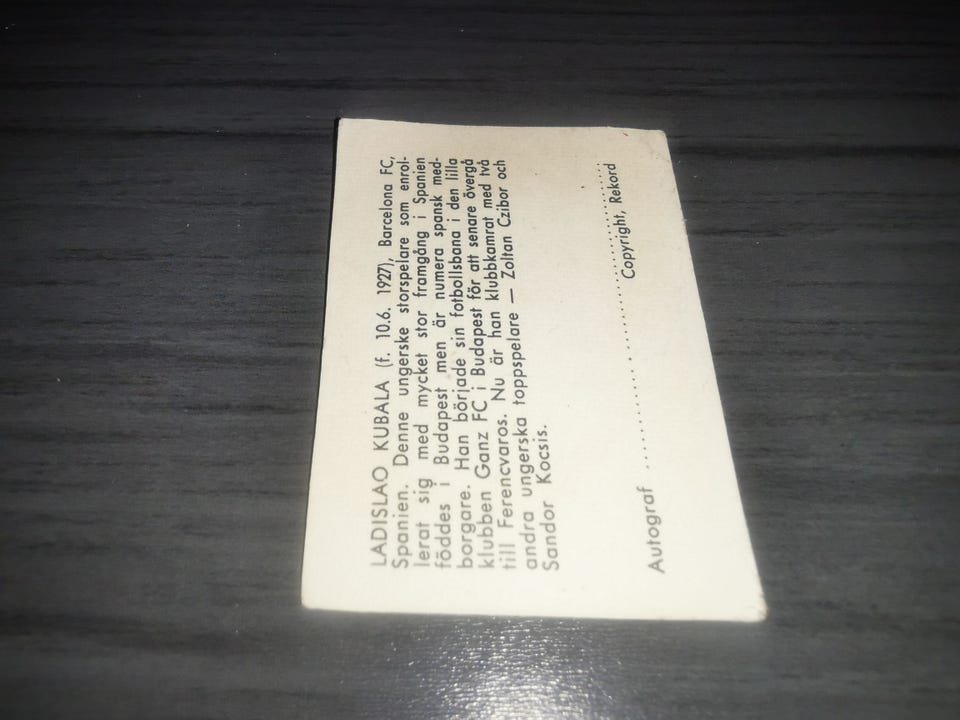 LADISLAO KUBALA (f. 10.6. 1927), Barcelona FC,
Spanien. Denne ungerske storspelare som enrol-
lerat sig med mycket stor framgång i Spanien
föddes i Budapest men är numera spansk med-
borgare. Han började sin fotbollsbana i den lilla
klubben Ganz FC i Budapest för att senare övergå
till Ferencvaros. Nu är han klubbkamrat med två
andra ungerska toppspelare — Zoltan Czibor och
Sandor Kocsis.
Autograf
Copyright, Rekord